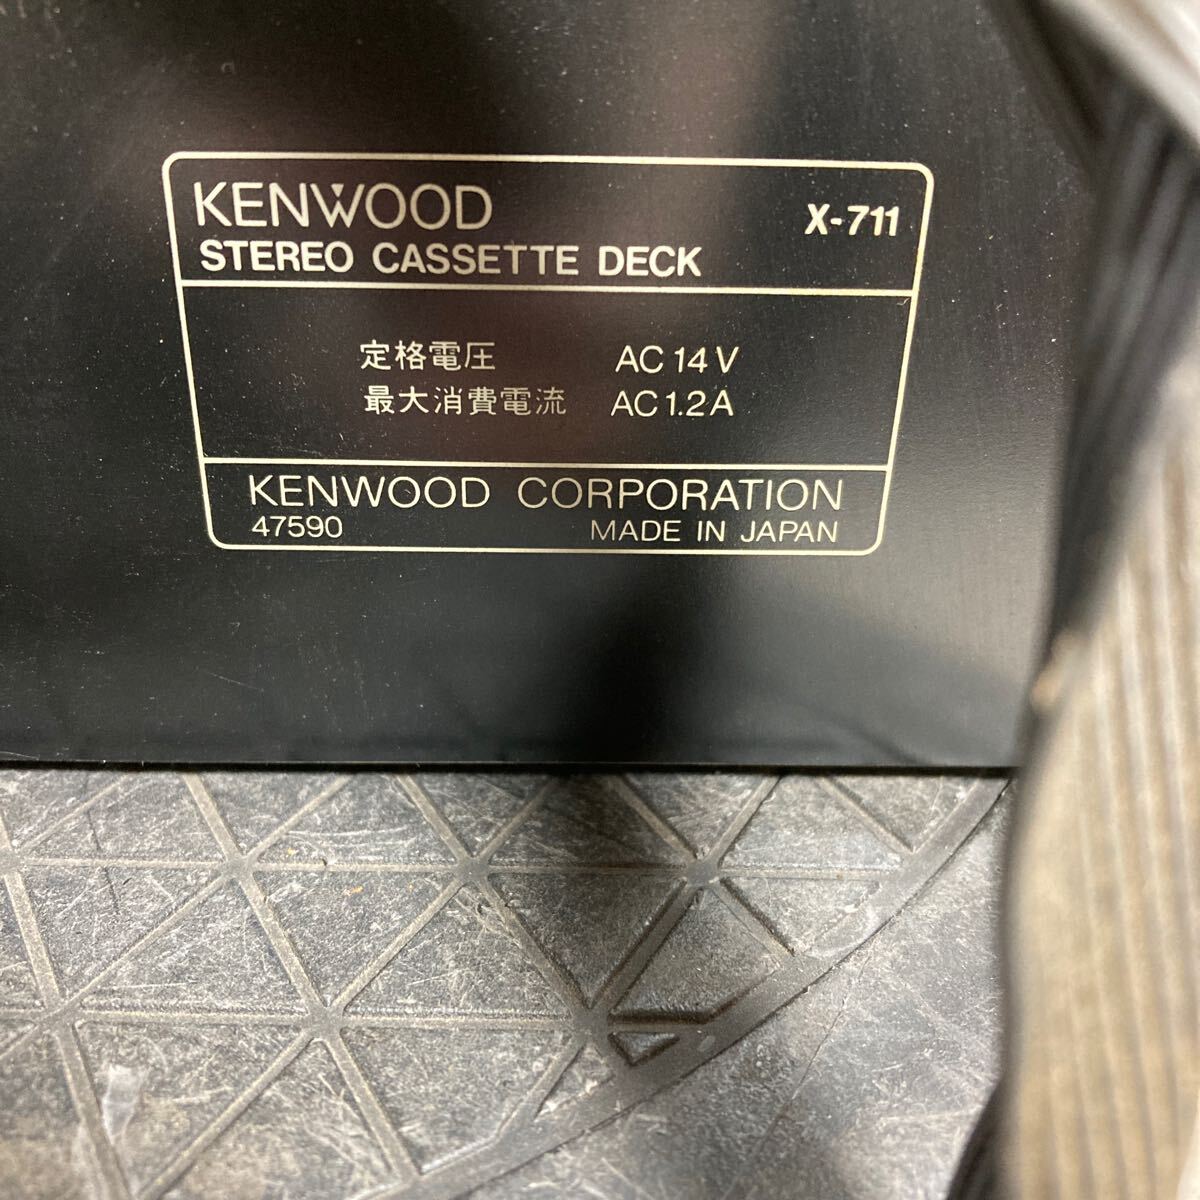 KENWOOD X-711
STEREO CASSETTE DECK
定格電圧 AC 14 V
最大消費電流 AC 1.2 A
KENWOOD CORPORATION
47590 MADE IN JAPAN